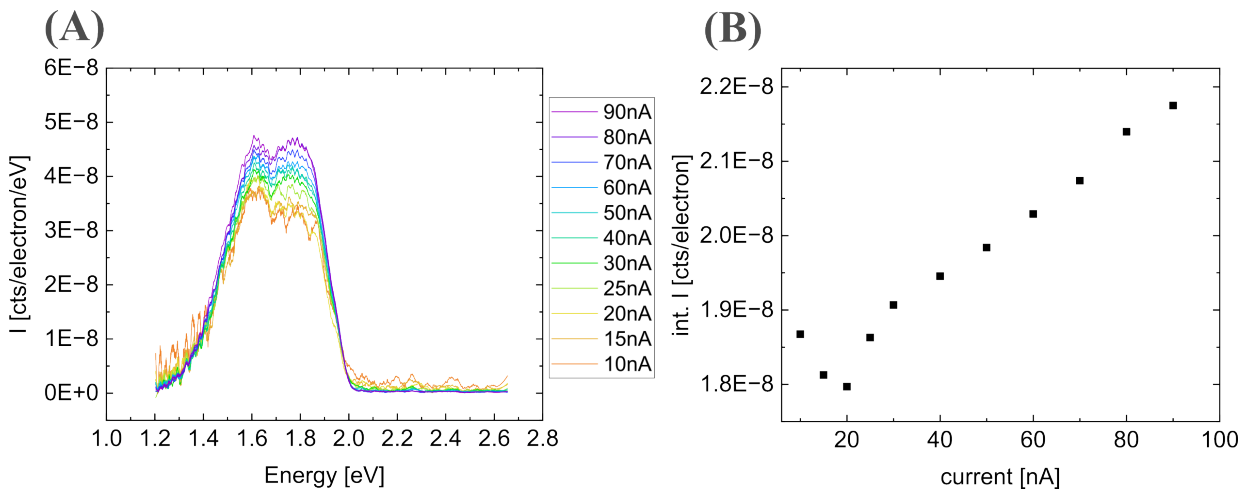 (A)
I [cts/electron/eV]
6E−8
5E−8
4E−8
3E−8
2E−8
1E−8
0E+0
1.0 1.2 1.4 1.6 1.8 2.0 2.2 2.4 2.6 2.8
Energy [eV]
90nA
80nA
70nA
60nA
50nA
40nA
30nA
25nA
20nA
15nA
10nA
(B)
int. I [cts/electron]
2.2E−8
2.1E−8
2.0E−8
1.9E−8
1.8E−8
20 40 60 80 100
current [nA]